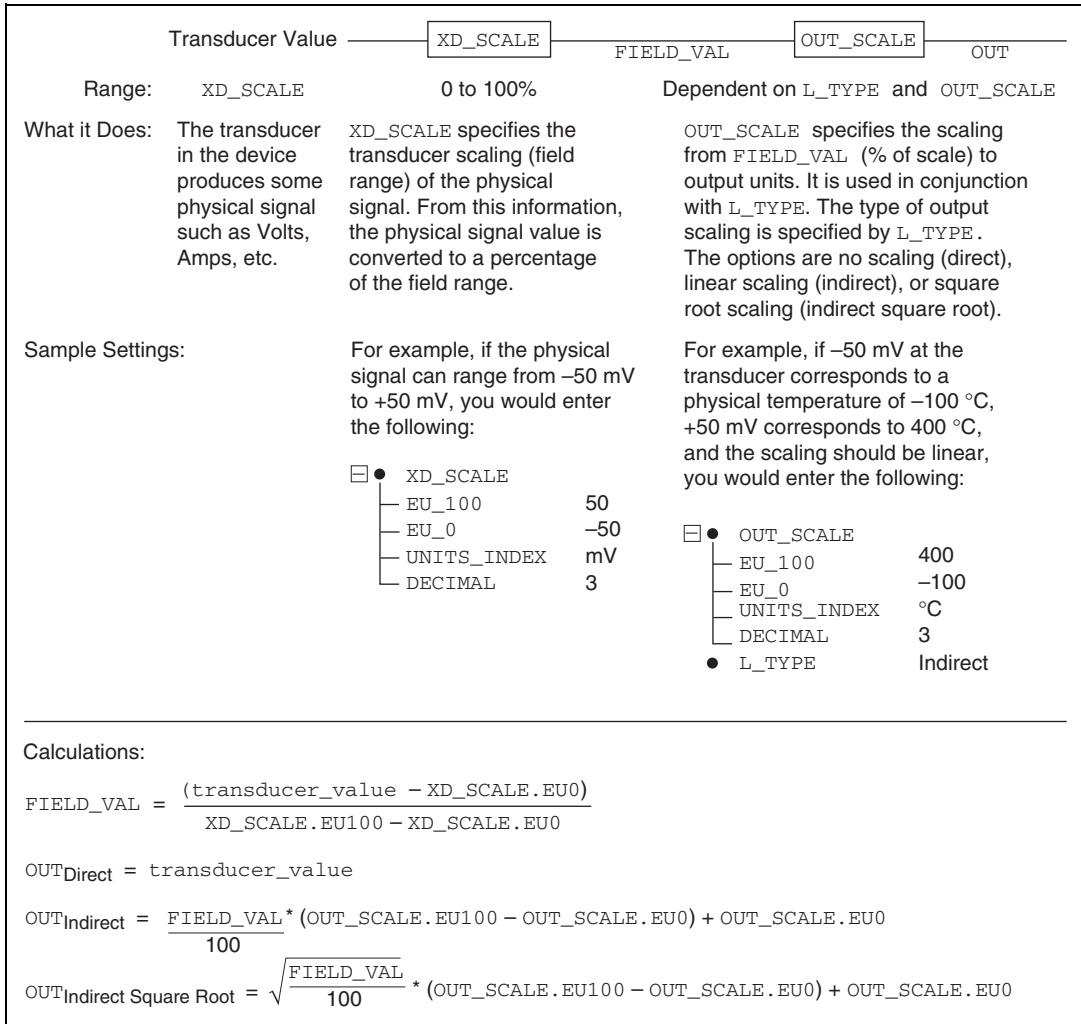 Transducer Value XD_SCALE FIELD_VAL OUT_SCALE OUT
Range: XD_SCALE 0 to 100% Dependent on L_TYPE and OUT_SCALE
What it Does:
The transducer
in the device
produces some
physical signal
such as Volts,
Amps, etc.
XD_SCALE specifies the
transducer scaling (field
range) of the physical
signal. From this information,
the physical signal value is
converted to a percentage
of the field range.
OUT_SCALE specifies the scaling
from FIELD_VAL (% of scale) to
output units. It is used in conjunction
with L_TYPE. The type of output
scaling is specified by L_TYPE.
The options are no scaling (direct),
linear scaling (indirect), or square
root scaling (indirect square root).
Sample Settings:
For example, if the physical
signal can range from –50 mV
to +50 mV, you would enter
the following:
XD_SCALE
EU_100 50
EU_0 –50
UNITS_INDEX mV
DECIMAL 3
For example, if –50 mV at the
transducer corresponds to a
physical temperature of –100 °C,
+50 mV corresponds to 400 °C,
and the scaling should be linear,
you would enter the following:
OUT_SCALE
EU_100 400
EU_0 –100
UNITS_INDEX °C
DECIMAL 3
L_TYPE Indirect
Calculations:
FIELD_VAL = (transducer_value – XD_SCALE.EU0)
XD_SCALE.EU100 – XD_SCALE.EU0
OUTDirect = transducer_value
OUTIndirect = FIELD_VAL * (OUT_SCALE.EU100 – OUT_SCALE.EU0) + OUT_SCALE.EU0
100
OUTIndirect Square Root = √ FIELD_VAL * (OUT_SCALE.EU100 – OUT_SCALE.EU0) + OUT_SCALE.EU0
100